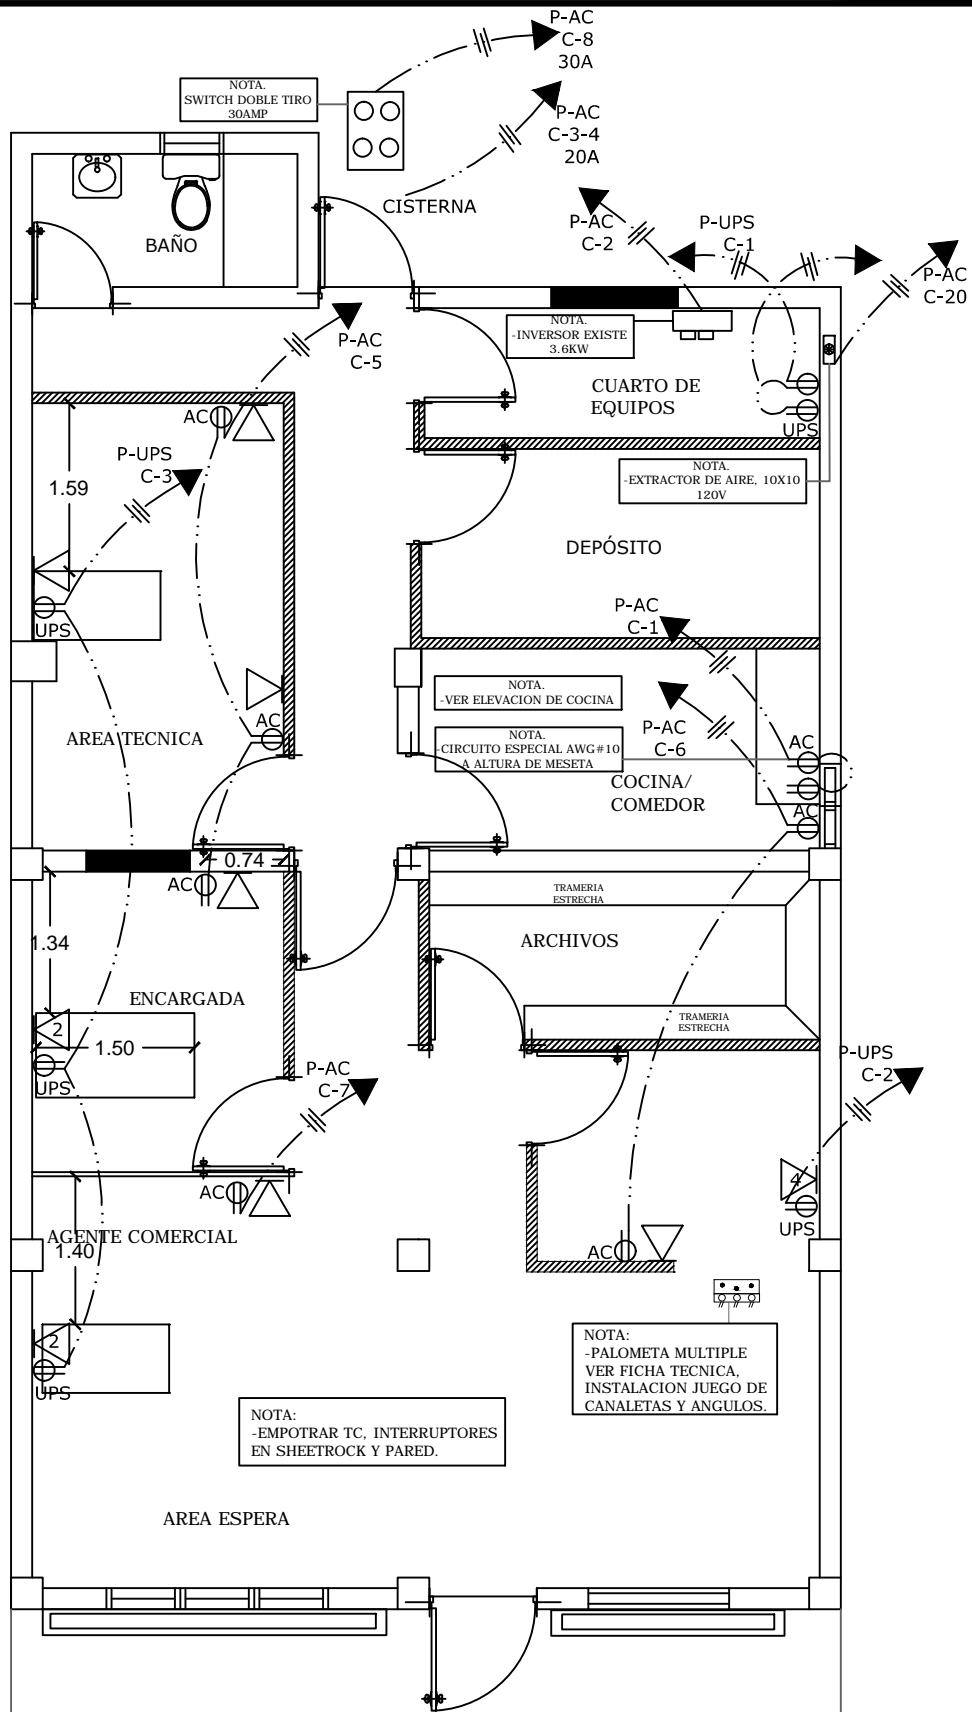 P-AC
C-8
30A
NOTA.
SWITCH DOBLE TIRO
30AMP
P-AC
C-3-4
20A
CISTERNA
BAÑO
P-AC
C-2
P-UPS
C-1
P-AC
C-20
NOTA.
-INVERSOR EXISTE
3.6KW
P-AC
C-5
CUARTO DE
EQUIPOS
UPS
AC
P-UPS
C-3
1.59
NOTA.
-EXTRACTOR DE AIRE, 10X10
120V
DEPÓSITO
P-AC
C-1
UPS
NOTA.
-VER ELEVACION DE COCINA
P-AC
C-6
NOTA.
-CIRCUITO ESPECIAL AWG#10
A ALTURA DE MESETA
AC
AC
AREA TECNICA
COCINA/
COMEDOR
AC
0.74
AC
TRAMERIA
ESTRECHA
1.34
ARCHIVOS
ENCARGADA
TRAMERIA
ESTRECHA
2
1.50
UPS
P-AC
C-7
P-UPS
C-2
4
AC
UPS
AGENTE COMERCIAL
1.40
AC
2
UPS
NOTA:
-PALOMETA MULTIPLE
VER FICHA TECNICA,
INSTALACION JUEGO DE
CANALETAS Y ANGULOS.
NOTA:
-EMPOTRAR TC, INTERRUPTORES
EN SHEETROCK Y PARED.
AREA ESPERA